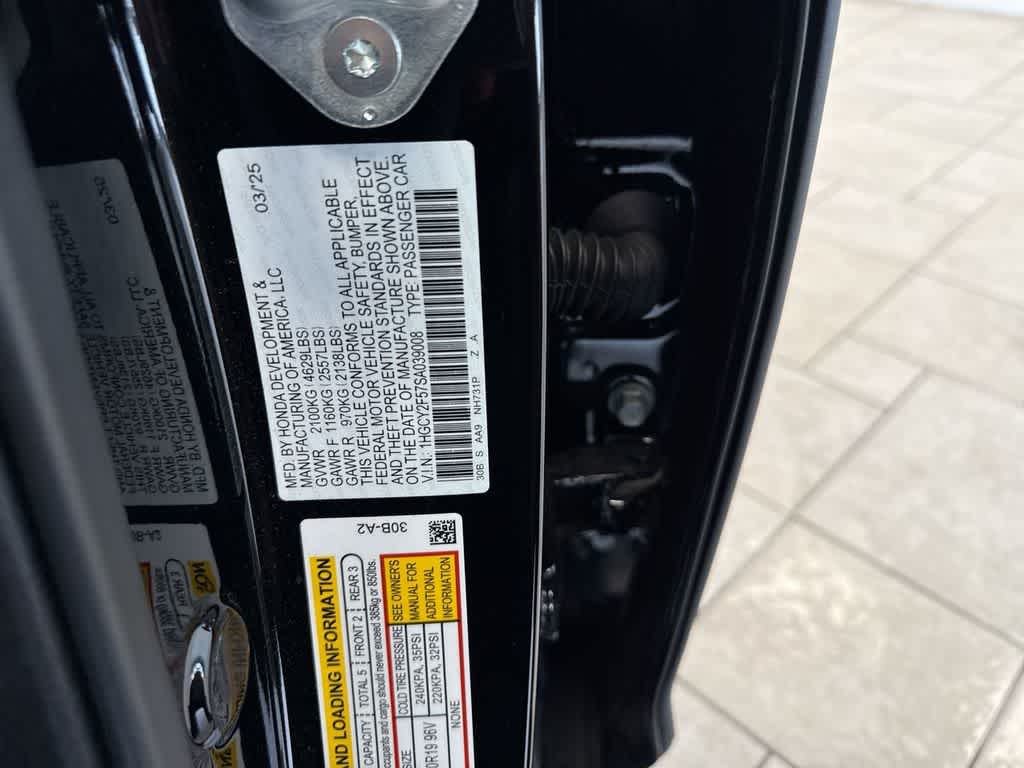 MFD. BY HONDA DEVELOPMENT & 03/'25
MANUFACTURING OF AMERICA, LLC
GVWR 2100KG(4629LBS)
GAWR F 1160KG(2557LBS)
GAWR R 970KG(2138LBS)
THIS VEHICLE CONFORMS TO ALL APPLICABLE
FEDERAL MOTOR VEHICLE SAFETY, BUMPER,
AND THEFT PREVENTION STANDARDS IN EFFECT
ON THE DATE OF MANUFACTURE SHOWN ABOVE.
V.I.N.: 1HGCY2F57SA039008 TYPE: PASSENGER CAR
30B S AA9 NH731P Z A
30B-A2
AND LOADING INFORMATION
CAPACITY TOTAL 5 FRONT 2 REAR 3
ccupants and cargo should never exceed 385kg or 850lbs.
SIZE COLD TIRE PRESSURE SEE OWNER'S MANUAL FOR ADDITIONAL INFORMATION
0R19 96V 240KPA, 35PSI
220KPA, 32PSI
NONE